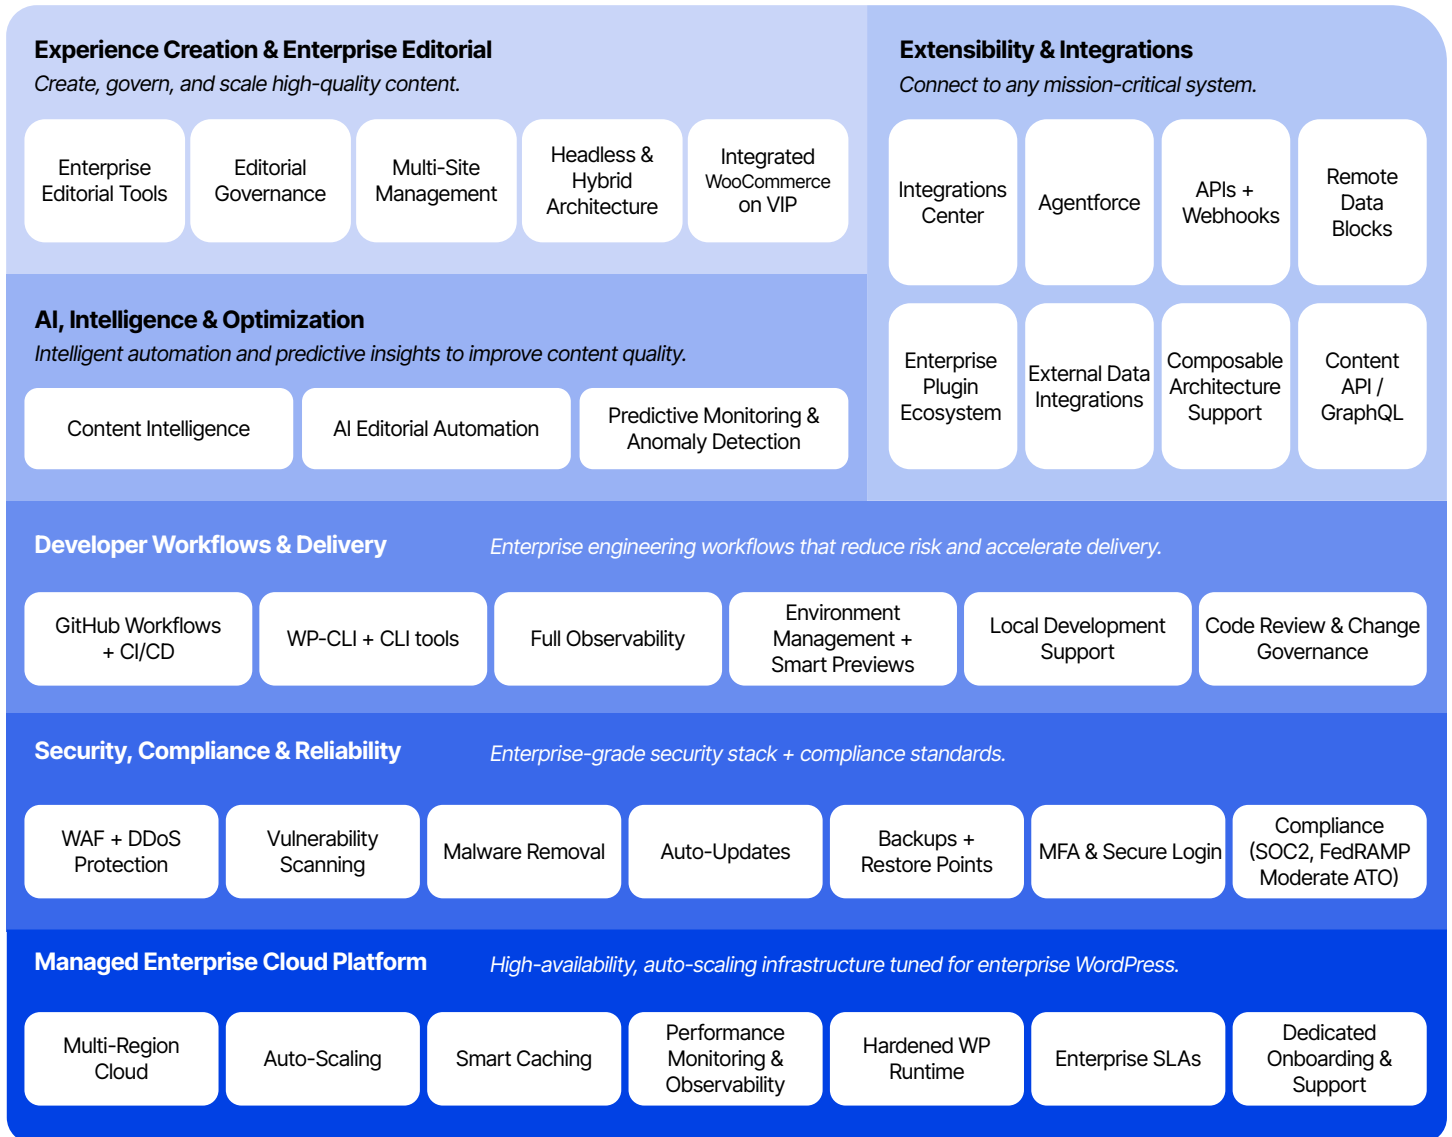 Experience Creation & Enterprise Editorial
Create, govern, and scale high-quality content.
Enterprise
Editorial Tools
Editorial
Governance
Multi-Site
Management
Headless &
Hybrid
Architecture
Integrated
WooCommerce
on VIP
Extensibility & Integrations
Connect to any mission-critical system.
Integrations
Center
Agentforce
APIs +
Webhooks
Remote
Data
Blocks
Enterprise
Plugin
Ecosystem
External Data
Integrations
Composable
Architecture
Support
Content
API /
GraphQL
AI, Intelligence & Optimization
Intelligent automation and predictive insights to improve content quality.
Content Intelligence
AI Editorial Automation
Predictive Monitoring &
Anomaly Detection
Developer Workflows & Delivery
Enterprise engineering workflows that reduce risk and accelerate delivery.
GitHub Workflows
+ CI/CD
WP-CLI + CLI tools
Full Observability
Environment
Management +
Smart Previews
Local Development
Support
Code Review & Change
Governance
Security, Compliance & Reliability
Enterprise-grade security stack + compliance standards.
WAF + DDoS
Protection
Vulnerability
Scanning
Malware Removal
Auto-Updates
Backups +
Restore Points
MFA & Secure Login
Compliance
(SOC2, FedRAMP
Moderate ATO)
Managed Enterprise Cloud Platform
High-availability, auto-scaling infrastructure tuned for enterprise WordPress.
Multi-Region
Cloud
Auto-Scaling
Smart Caching
Performance
Monitoring &
Observability
Hardened WP
Runtime
Enterprise SLAs
Dedicated
Onboarding &
Support